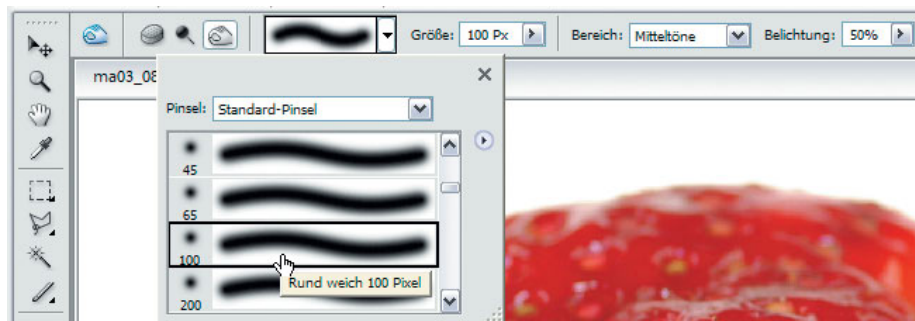 Größe: 100 Px Bereich: Mitteltöne Belichtung: 50%
ma03_08
Pinsel: Standard-Pinsel
45
65
100
Rund weich 100 Pixel
200